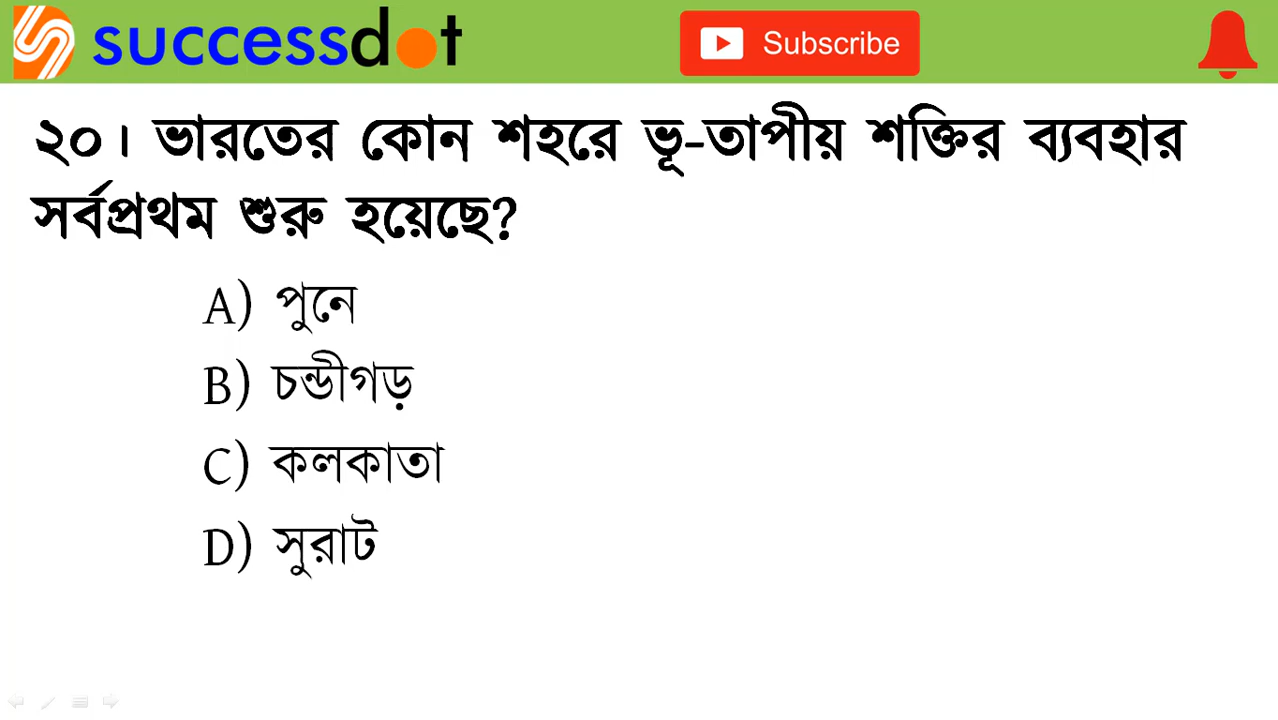 successdot
Subscribe
২০। ভারতের কোন শহরে ভূ-তাপীয় শক্তির ব্যবহার
সর্বপ্রথম শুরু হয়েছে?
A) পুনে
B) চন্ডীগড়
C) কলকাতা
D) সুরাট